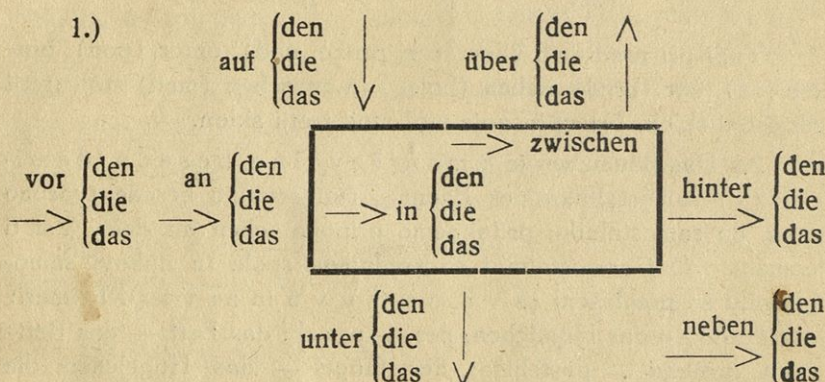 1.)
auf den die das
über den die das
zwischen
vor den die das
an den die das
in den die das
hinter den die das
unter den die das
neben den die das